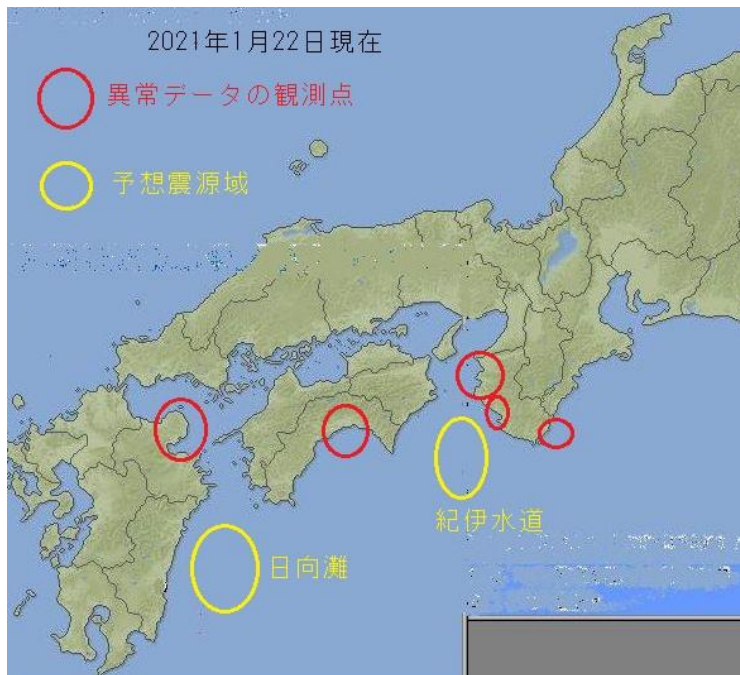 2021年1月22日現在
異常データの観測点
予想震源域
紀伊水道
日向灘